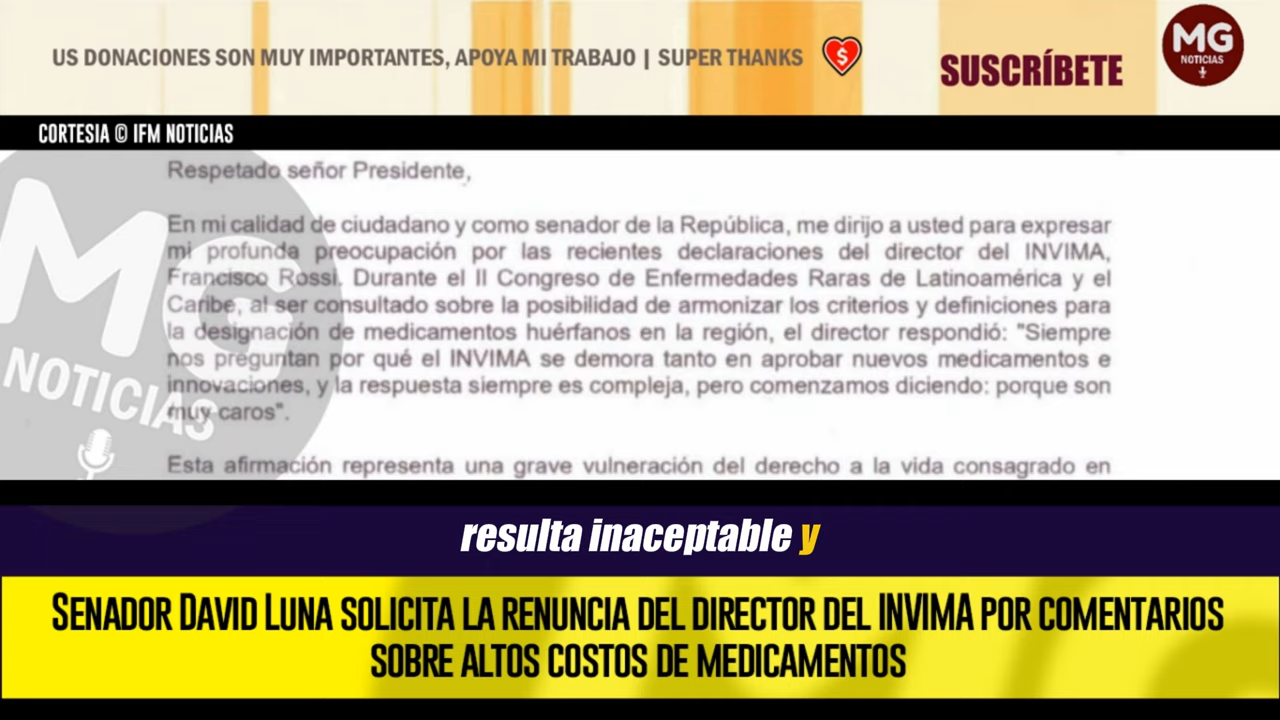 US DONACIONES SON MUY IMPORTANTES, APOYA MI TRABAJO | SUPER THANKS
$
SUSCRÍBETE
MG
NOTICIAS
CORTESIA © IFM NOTICIAS
Respetado señor Presidente,
En mi calidad de ciudadano y como senador de la República, me dirijo a usted para expresar
mi profunda preocupación por las recientes declaraciones del director del INVIMA,
Francisco Rossi. Durante el II Congreso de Enfermedades Raras de Latinoamérica y el
Caribe, al ser consultado sobre la posibilidad de armonizar los criterios y definiciones para
la designación de medicamentos huérfanos en la región, el director respondió: "Siempre
nos preguntan por qué el INVIMA se demora tanto en aprobar nuevos medicamentos e
innovaciones, y la respuesta siempre es compleja, pero comenzamos diciendo: porque son
muy caros".
Esta afirmación representa una grave vulneración del derecho a la vida consagrado en
MG
NOTICIAS
resulta inaceptable y
SENADOR DAVID LUNA SOLICITA LA RENUNCIA DEL DIRECTOR DEL INVIMA POR COMENTARIOS
SOBRE ALTOS COSTOS DE MEDICAMENTOS